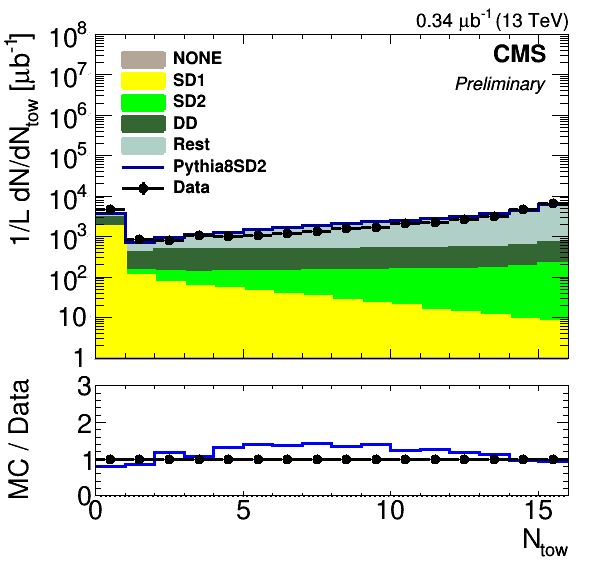 0.34 μb⁻¹ (13 TeV)
CMS
Preliminary
1/L dN/dN_tow [μb⁻¹]
10⁸
10⁷
10⁶
10⁵
10⁴
10³
10²
10
1
NONE
SD1
SD2
DD
Rest
Pythia8SD2
Data
MC / Data
3
2
1
0
0 5 10 15
N_tow